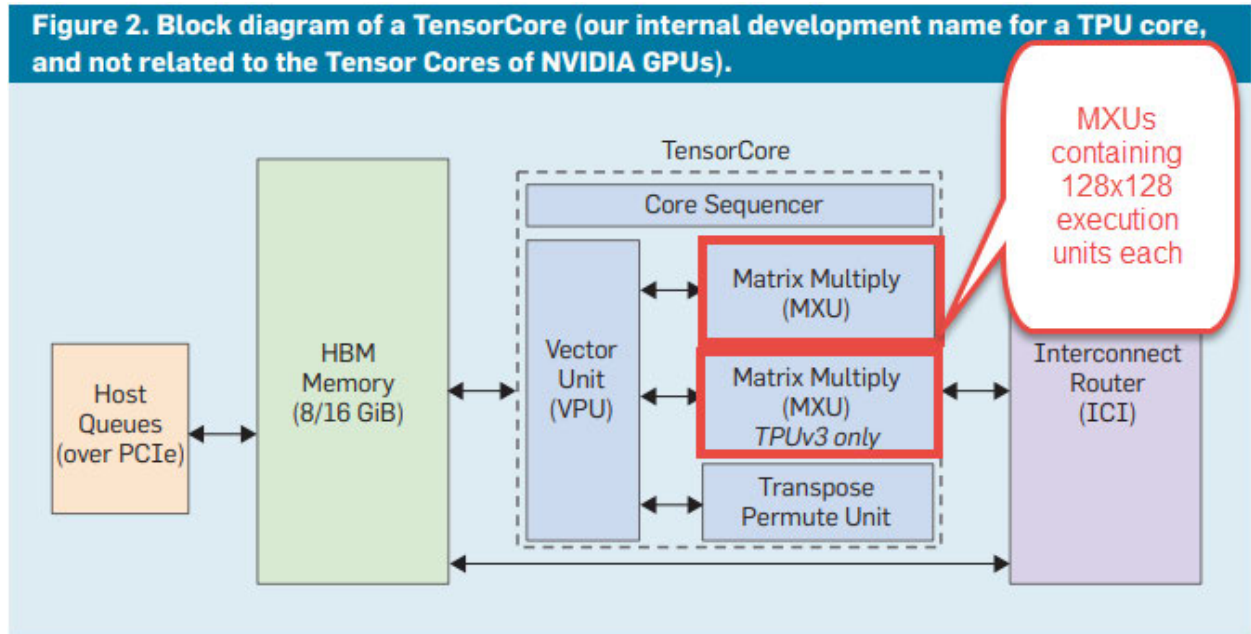 Figure 2. Block diagram of a TensorCore (our internal development name for a TPU core,
and not related to the Tensor Cores of NVIDIA GPUs).
MXUs
containing
128x128
execution
units each
TensorCore
Core Sequencer
Host
Queues
(over PCIe)
HBM
Memory
(8/16 GiB)
Vector
Unit
(VPU)
Matrix Multiply
(MXU)
Matrix Multiply
(MXU)
TPUv3 only
Transpose
Permute Unit
Interconnect
Router
(ICI)